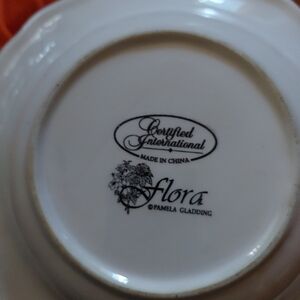 Certified
International
MADE IN CHINA
Flora
©PAMELA GLADDING